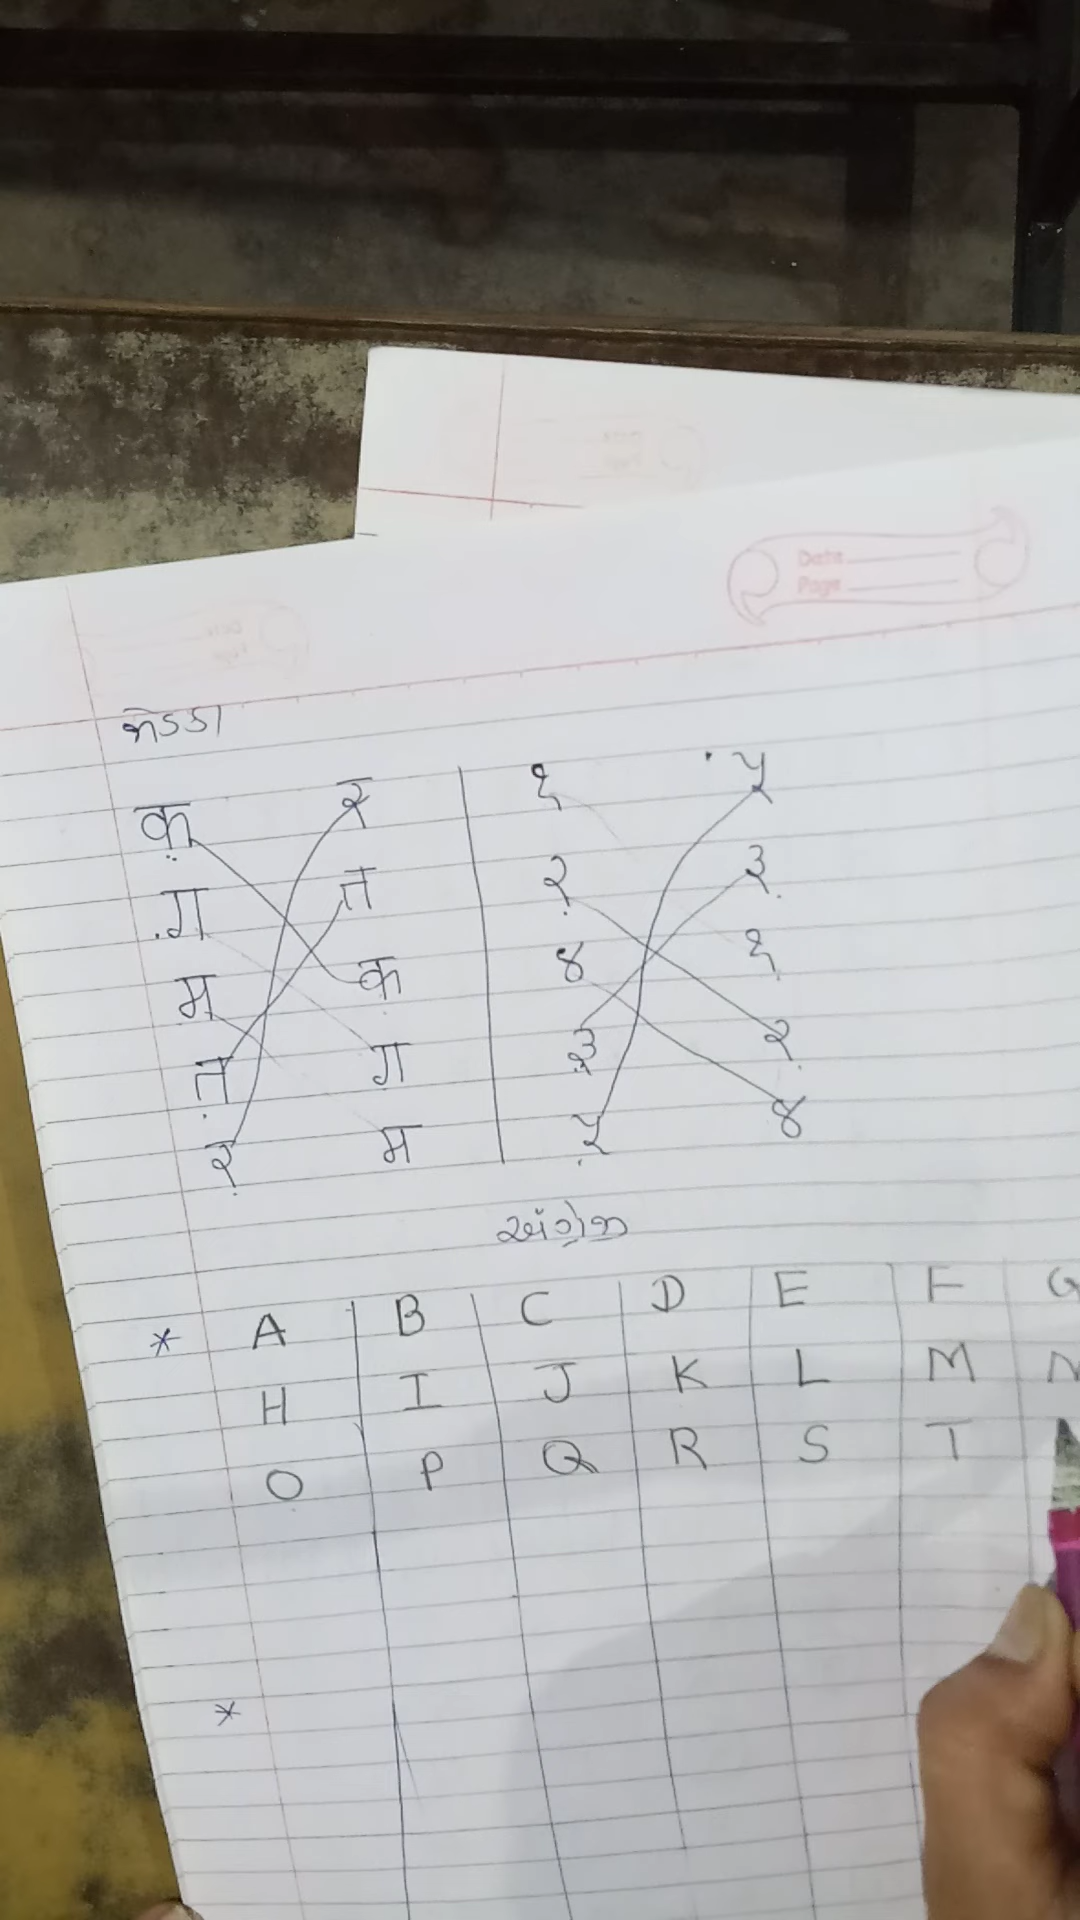 Date
Page
જોડકા
क र १ ५
ग त २ ३
म क ४ १
त ग ३ २
र म ५ ४
અંગ્રેજી
* A B C D E F G
H I J K L M N
O P Q R S T
*